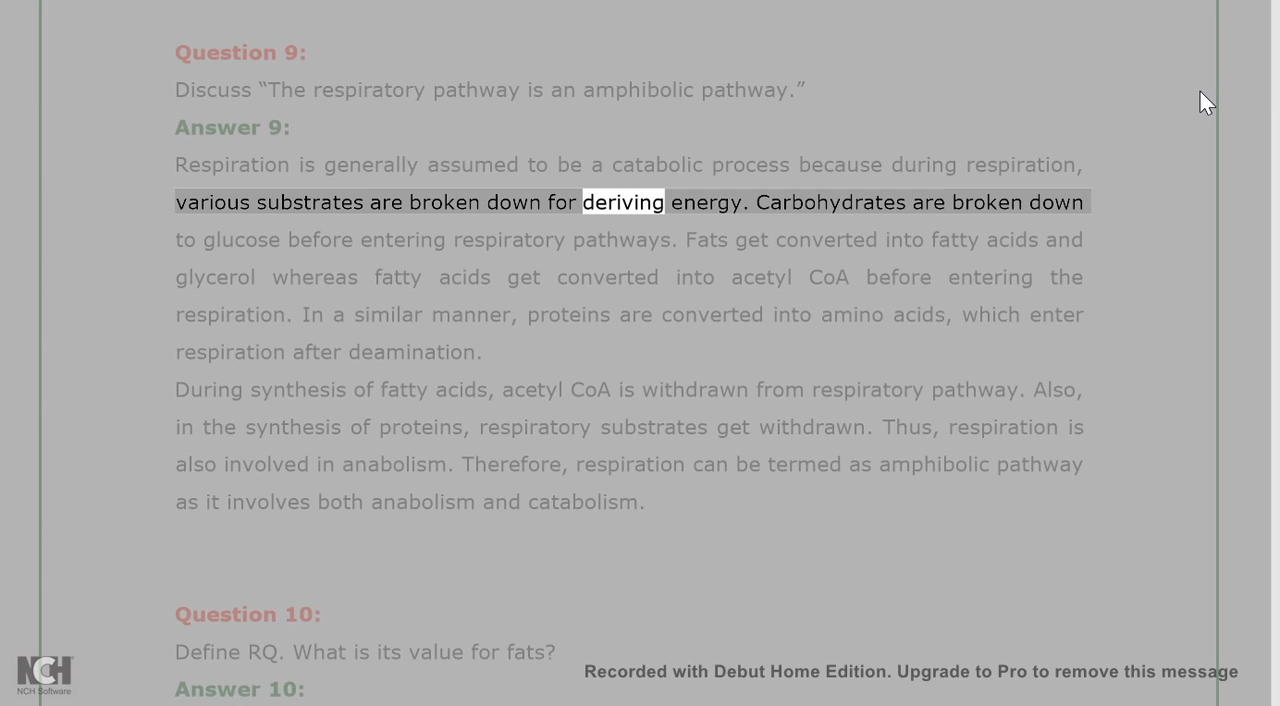 Question 9:
Discuss “The respiratory pathway is an amphibolic pathway.”
Answer 9:
Respiration is generally assumed to be a catabolic process because during respiration,
various substrates are broken down for deriving energy. Carbohydrates are broken down
to glucose before entering respiratory pathways. Fats get converted into fatty acids and
glycerol whereas fatty acids get converted into acetyl CoA before entering the
respiration. In a similar manner, proteins are converted into amino acids, which enter
respiration after deamination.
During synthesis of fatty acids, acetyl CoA is withdrawn from respiratory pathway. Also,
in the synthesis of proteins, respiratory substrates get withdrawn. Thus, respiration is
also involved in anabolism. Therefore, respiration can be termed as amphibolic pathway
as it involves both anabolism and catabolism.
Question 10:
Define RQ. What is its value for fats?
Answer 10:
NCH
NCH Software
Recorded with Debut Home Edition. Upgrade to Pro to remove this message